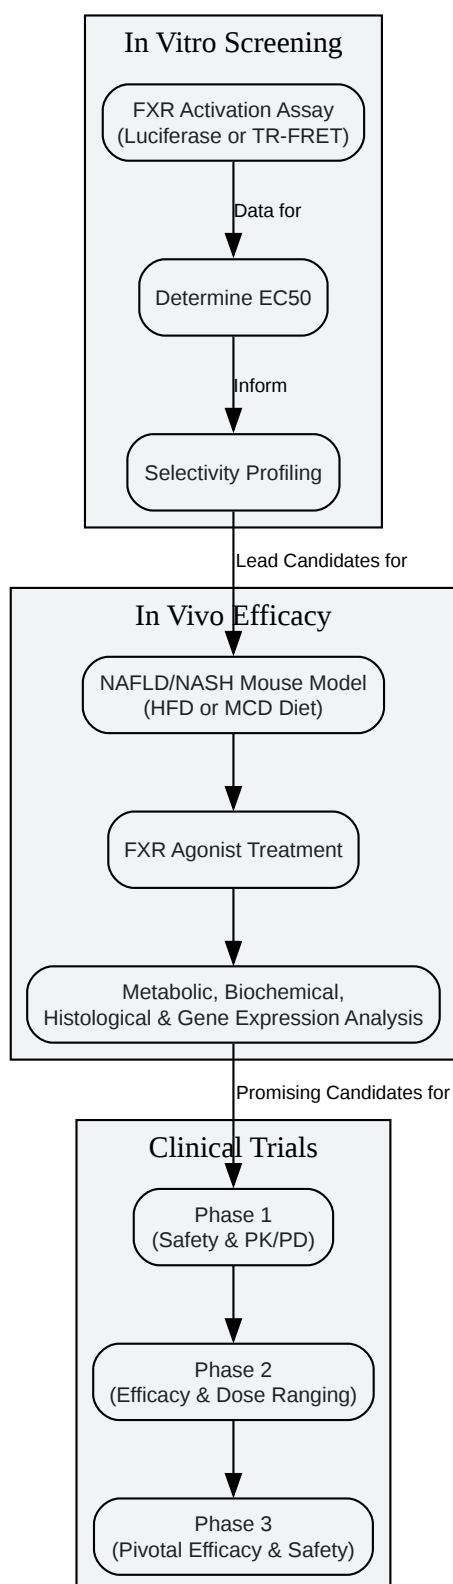 In Vitro Screening
FXR Activation Assay
(Luciferase or TR-FRET)
Data for
Determine EC50
Inform
Selectivity Profiling
Lead Candidates for
In Vivo Efficacy
NAFLD/NASH Mouse Model
(HFD or MCD Diet)
FXR Agonist Treatment
Metabolic, Biochemical,
Histological & Gene Expression Analysis
Promising Candidates for
Clinical Trials
Phase 1
(Safety & PK/PD)
Phase 2
(Efficacy & Dose Ranging)
Phase 3
(Pivotal Efficacy & Safety)